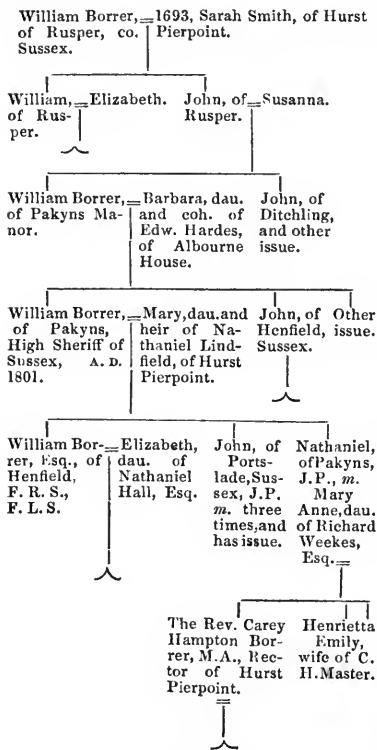 William Borrer,=1693, Sarah Smith, of Hurst
of Rusper, co. Pierpoint.
Sussex.
William,=Elizabeth.
of Rus-
per.
John, of=Susanna.
Rusper.
William Borrer,=Barbara, dau.
of Pakyns Ma- and coh. of
nor. Edw. Hardes,
of Albourne
House.
John, of
Ditchling,
and other
issue.
William Borrer,=Mary,dau.and
of Pakyns, heir of Na-
High Sheriff of thaniel Lind-
Sussex, A. D. field, of Hurst
1801. Pierpoint.
John, of
Henfield,
Sussex.
Other
issue.
William Bor-=Elizabeth,
rer, Esq., of dau. of
Henfield, Nathaniel
F. R. S., Hall, Esq.
F. L. S.
John, of
Ports-
lade,Sus-
sex, J.P.
m. three
times,and
has issue.
Nathaniel,
ofPakyns,
J.P., m.
Mary
Anne,dau.
of Richard
Weekes,
Esq.=
The Rev. Carey
Hampton Bor-
rer, M.A., Rec-
tor of Hurst
Pierpoint.
=
Henrietta
Emily,
wife of C.
H.Master.